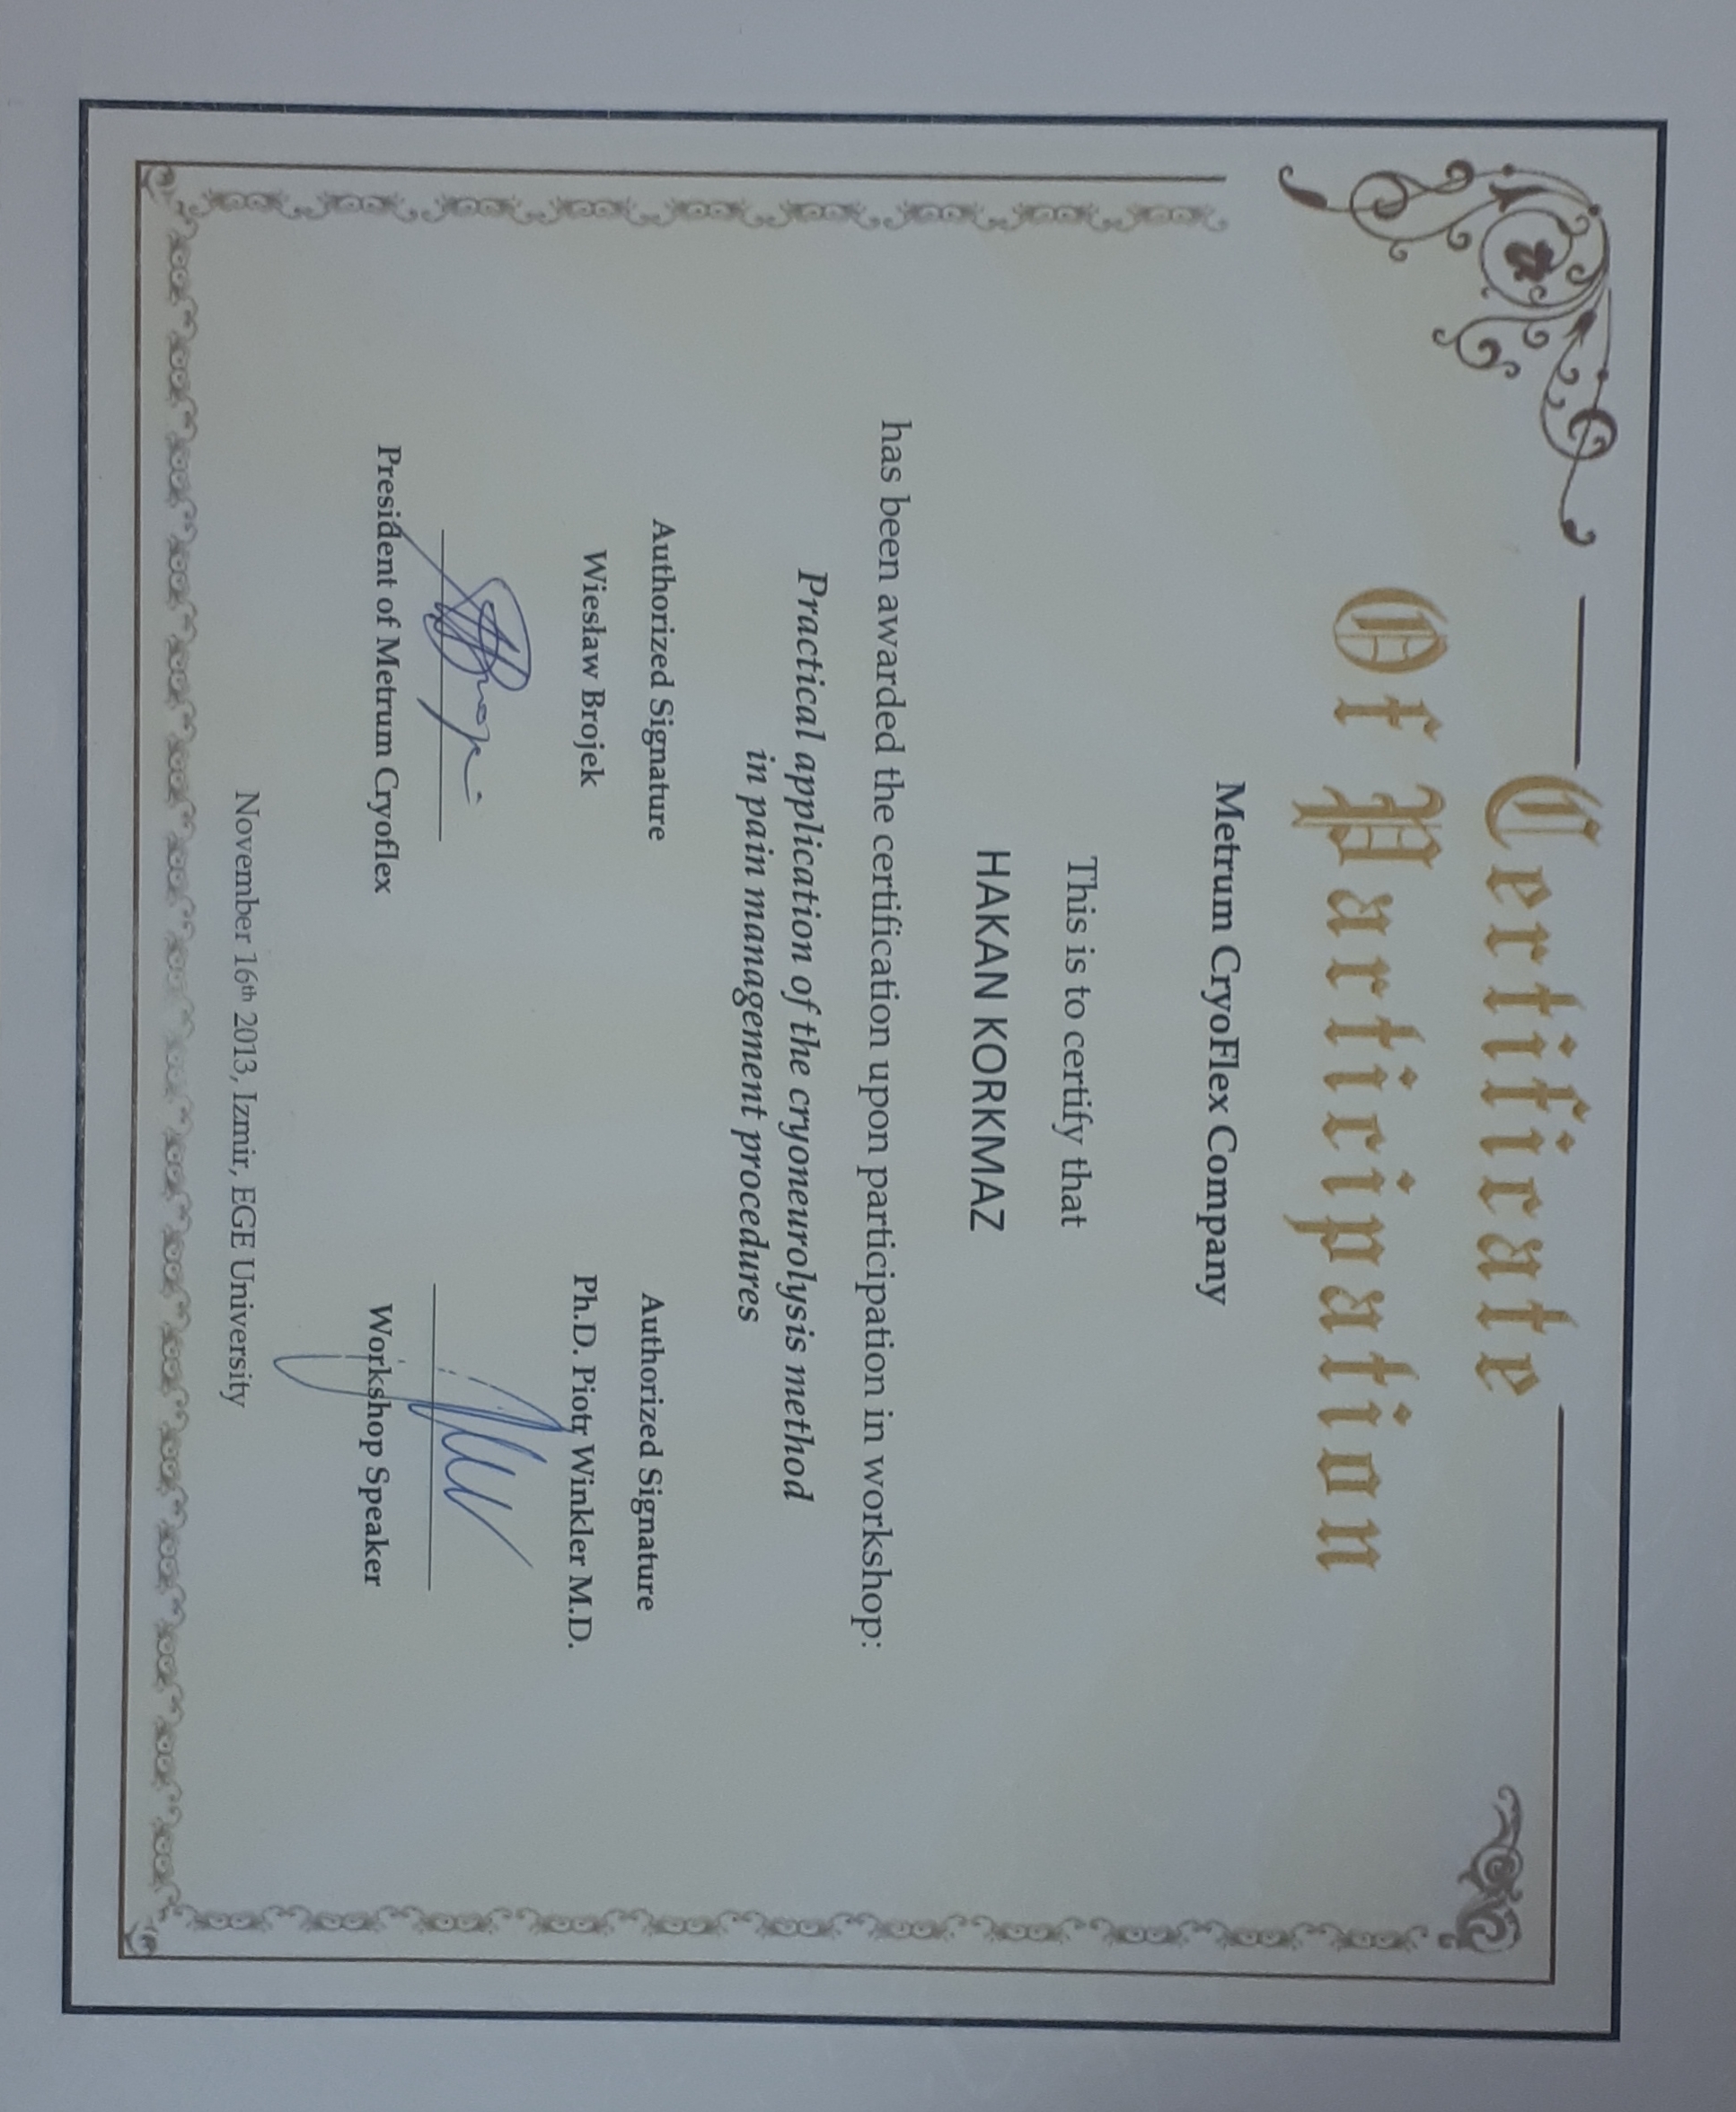 Certificate
Of Participation
Metrum CryoFlex Company
This is to certify that
HAKAN KORKMAZ
has been awarded the certification upon participation in workshop:
Practical application of the cryoneurolysis method
in pain management procedures
Authorized Signature
Wiesław Brojek
President of Metrum Cryoflex
Authorized Signature
Ph.D. Piotr Winkler M.D.
Workshop Speaker
November 16th 2013, Izmir, EGE University